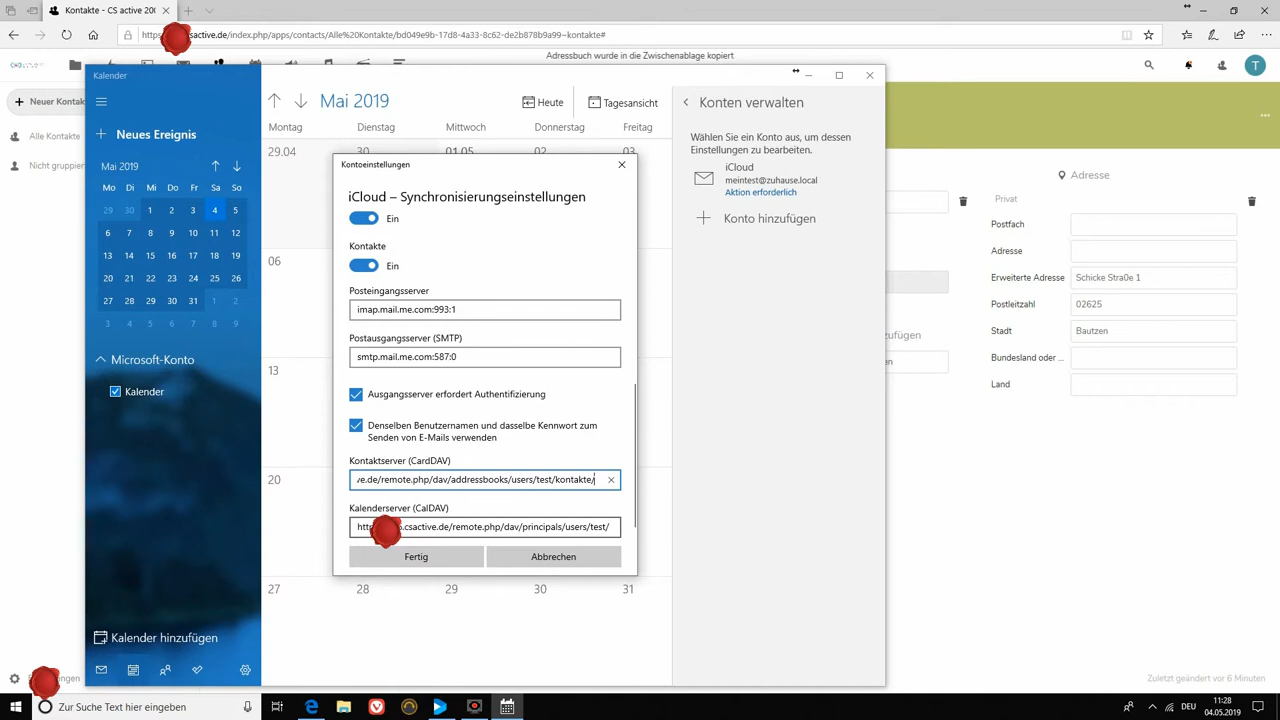 Kontakte - CS active 200
https
sactive.de/index.php/apps/contacts/Alle%20Kontakte/bd049e9b-17d8-4a33-8c62-de2b878b9a99~kontakte#
Adressbuch wurde in die Zwischenablage kopiert
T
Neuer Kontak
Alle Kontakte
Nicht gruppier
Kalender
Neues Ereignis
Mai 2019
Mo Di Mi Do Fr Sa So
29 30 1 2 3 4 5
6 7 8 9 10 11 12
13 14 15 16 17 18 19
20 21 22 23 24 25 26
27 28 29 30 31 1 2
3 4 5 6 7 8 9
Microsoft-Konto
Kalender
Kalender hinzufügen
Mai 2019
Heute
Tagesansicht
Montag Dienstag Mittwoch Donnerstag Freitag
29.04 30 01.05 02 03
06
13
20
27 28 29 30 31
Kontoeinstellungen
iCloud – Synchronisierungseinstellungen
Ein
Kontakte
Ein
Posteingangsserver
imap.mail.me.com:993:1
Postausgangsserver (SMTP)
smtp.mail.me.com:587:0
Ausgangsserver erfordert Authentifizierung
Denselben Benutzernamen und dasselbe Kennwort zum
Senden von E-Mails verwenden
Kontaktserver (CardDAV)
ve.de/remote.php/dav/addressbooks/users/test/kontakte/
Kalenderserver (CalDAV)
.csactive.de/remote.php/dav/principals/users/test/
Fertig
Abbrechen
Konten verwalten
Wählen Sie ein Konto aus, um dessen
Einstellungen zu bearbeiten.
iCloud
meintest@zuhause.local
Aktion erforderlich
Konto hinzufügen
Adresse
Privat
Postfach
Adresse
Erweiterte Adresse
Schicke Straße 1
Postleitzahl
02625
Stadt
Bautzen
Bundesland oder ...
Land
ufügen
en
Zuletzt geändert vor 6 Minuten
Zur Suche Text hier eingeben
DEU
11:28
04.05.2019